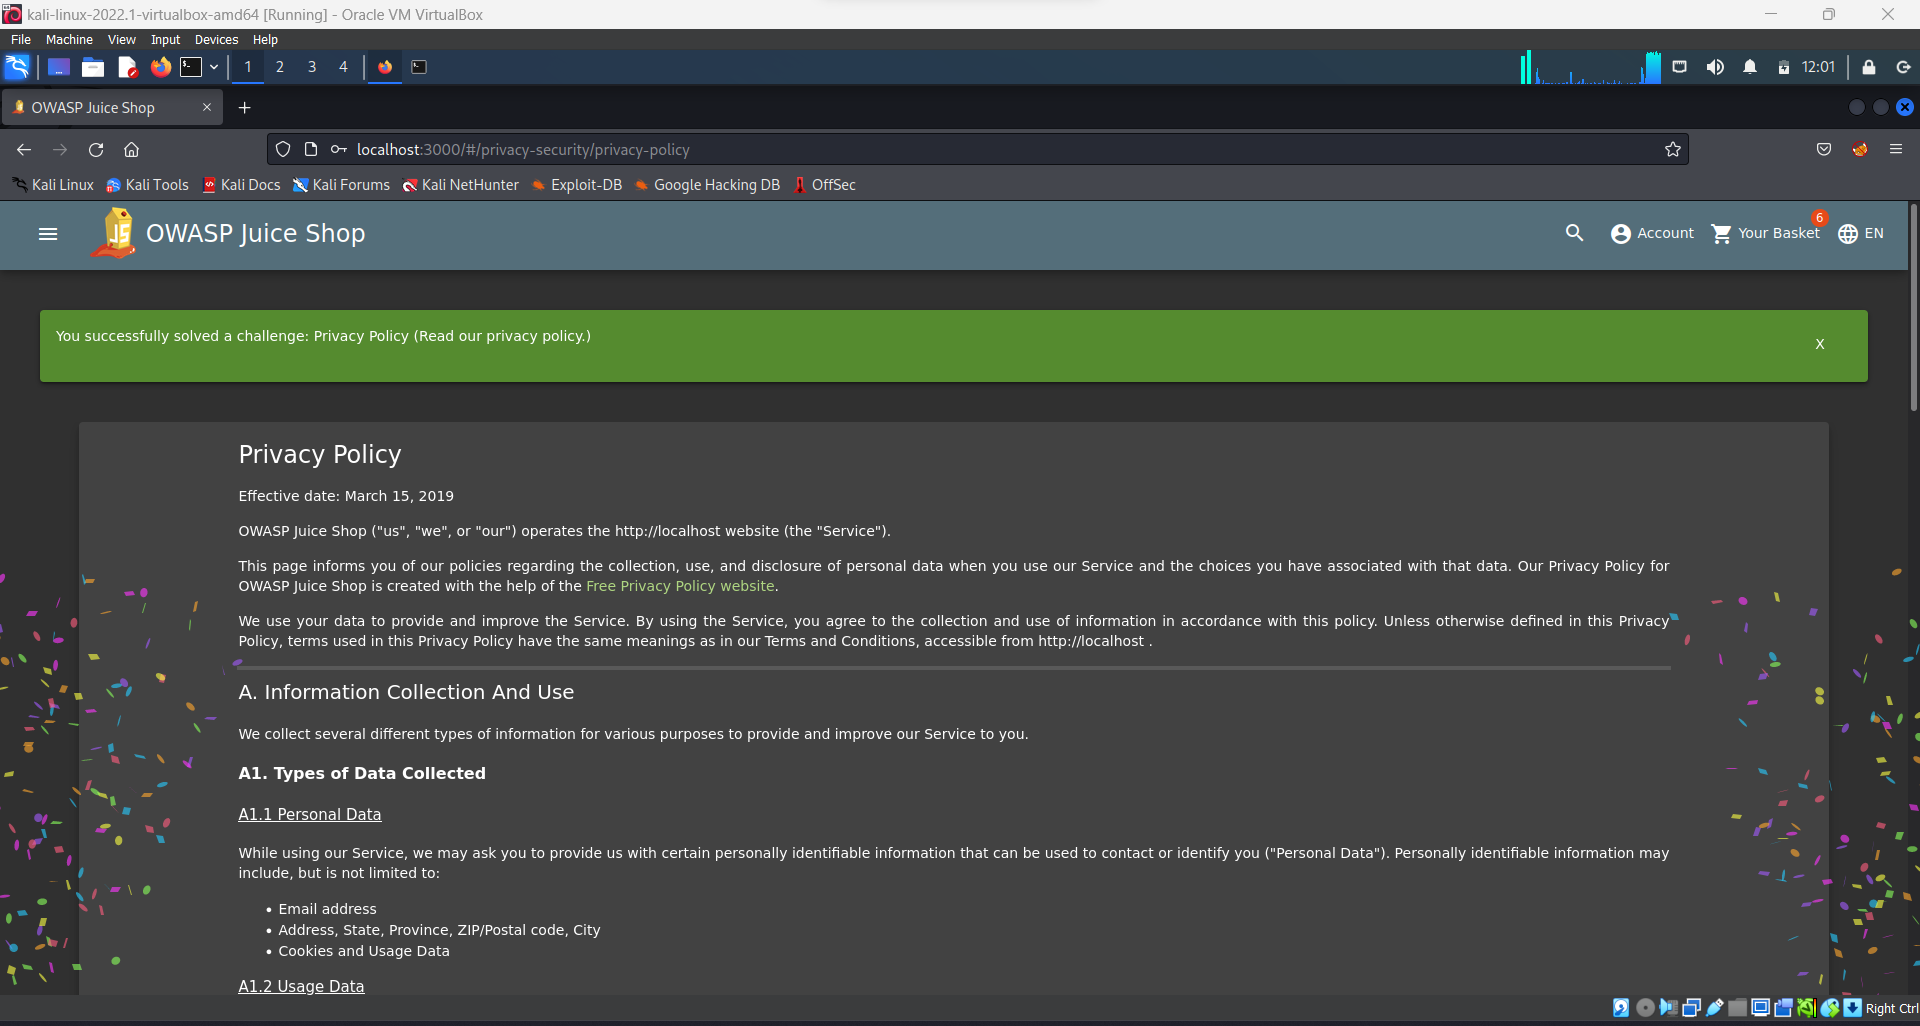 kali-linux-2022.1-virtualbox-amd64 [Running] - Oracle VM VirtualBox
File Machine View Input Devices Help
1 2 3 4 12:01
OWASP Juice Shop
localhost:3000/#/privacy-security/privacy-policy
Kali Linux Kali Tools Kali Docs Kali Forums Kali NetHunter Exploit-DB Google Hacking DB OffSec
JS OWASP Juice Shop Account Your Basket 6 EN
You successfully solved a challenge: Privacy Policy (Read our privacy policy.) X
Privacy Policy
Effective date: March 15, 2019
OWASP Juice Shop ("us", "we", or "our") operates the http://localhost website (the "Service").
This page informs you of our policies regarding the collection, use, and disclosure of personal data when you use our Service and the choices you have associated with that data. Our Privacy Policy for
OWASP Juice Shop is created with the help of the Free Privacy Policy website.
We use your data to provide and improve the Service. By using the Service, you agree to the collection and use of information in accordance with this policy. Unless otherwise defined in this Privacy
Policy, terms used in this Privacy Policy have the same meanings as in our Terms and Conditions, accessible from http://localhost .
A. Information Collection And Use
We collect several different types of information for various purposes to provide and improve our Service to you.
A1. Types of Data Collected
A1.1 Personal Data
While using our Service, we may ask you to provide us with certain personally identifiable information that can be used to contact or identify you ("Personal Data"). Personally identifiable information may
include, but is not limited to:
• Email address
• Address, State, Province, ZIP/Postal code, City
• Cookies and Usage Data
A1.2 Usage Data
Right Ctrl